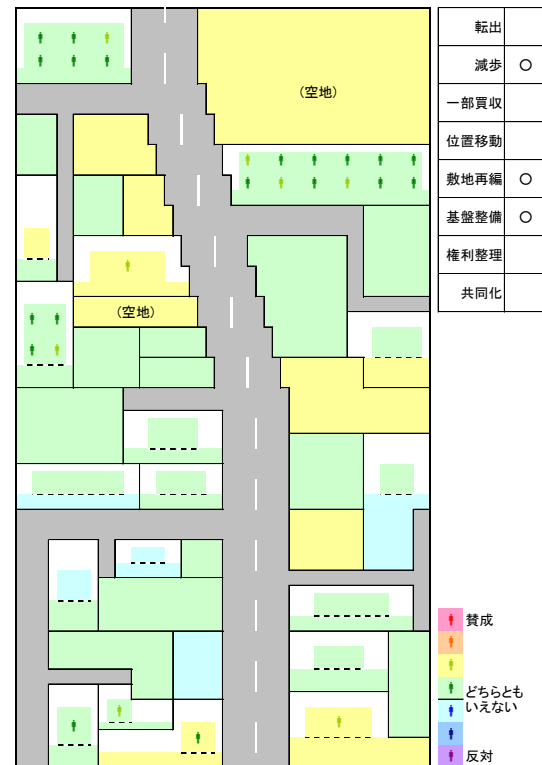 転出
減歩 ○
(空地)
一部買収
位置移動
敷地再編 ○
基盤整備 ○
権利整理
共同化
(空地)
賛成
どちらとも
いえない
反対